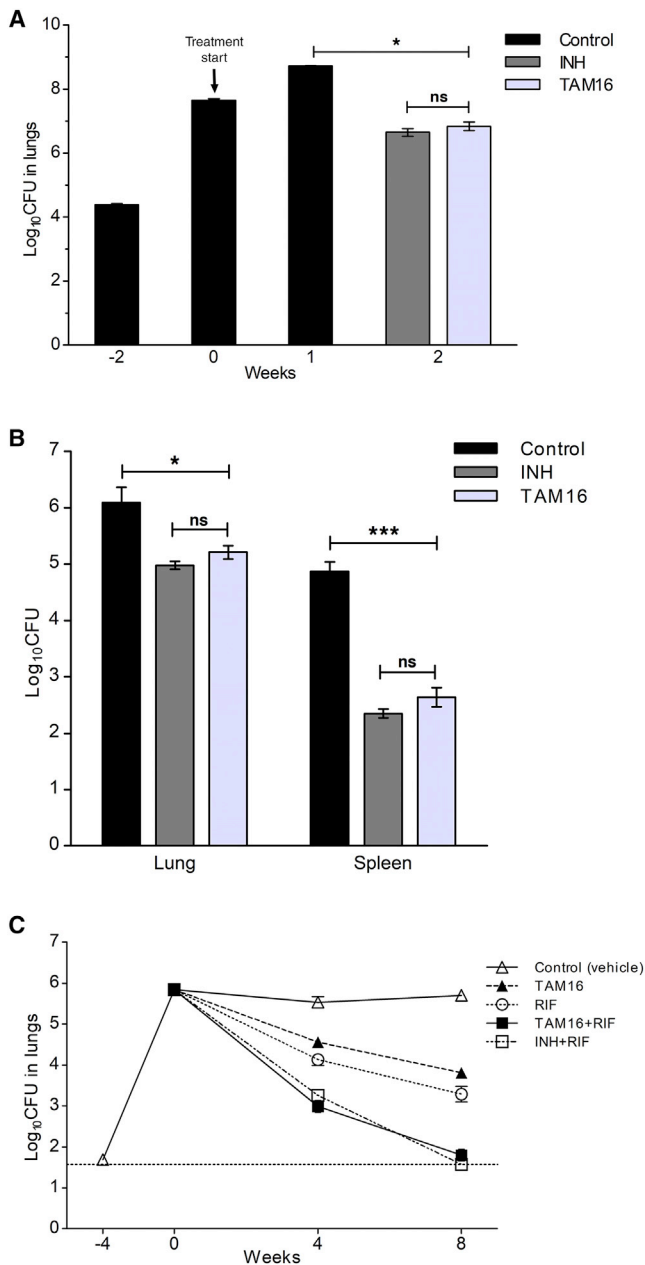 A
Treatment
start
*
ns
Control
INH
TAM16
Log10CFU in lungs
10
8
6
4
2
0
-2
0
1
2
Weeks
B
*
ns
***
ns
Control
INH
TAM16
Log10CFU
7
6
5
4
3
2
1
0
Lung
Spleen
C
Control (vehicle)
TAM16
RIF
TAM16+RIF
INH+RIF
Log10CFU in lungs
7
6
5
4
3
2
1
0
-4
0
4
8
Weeks